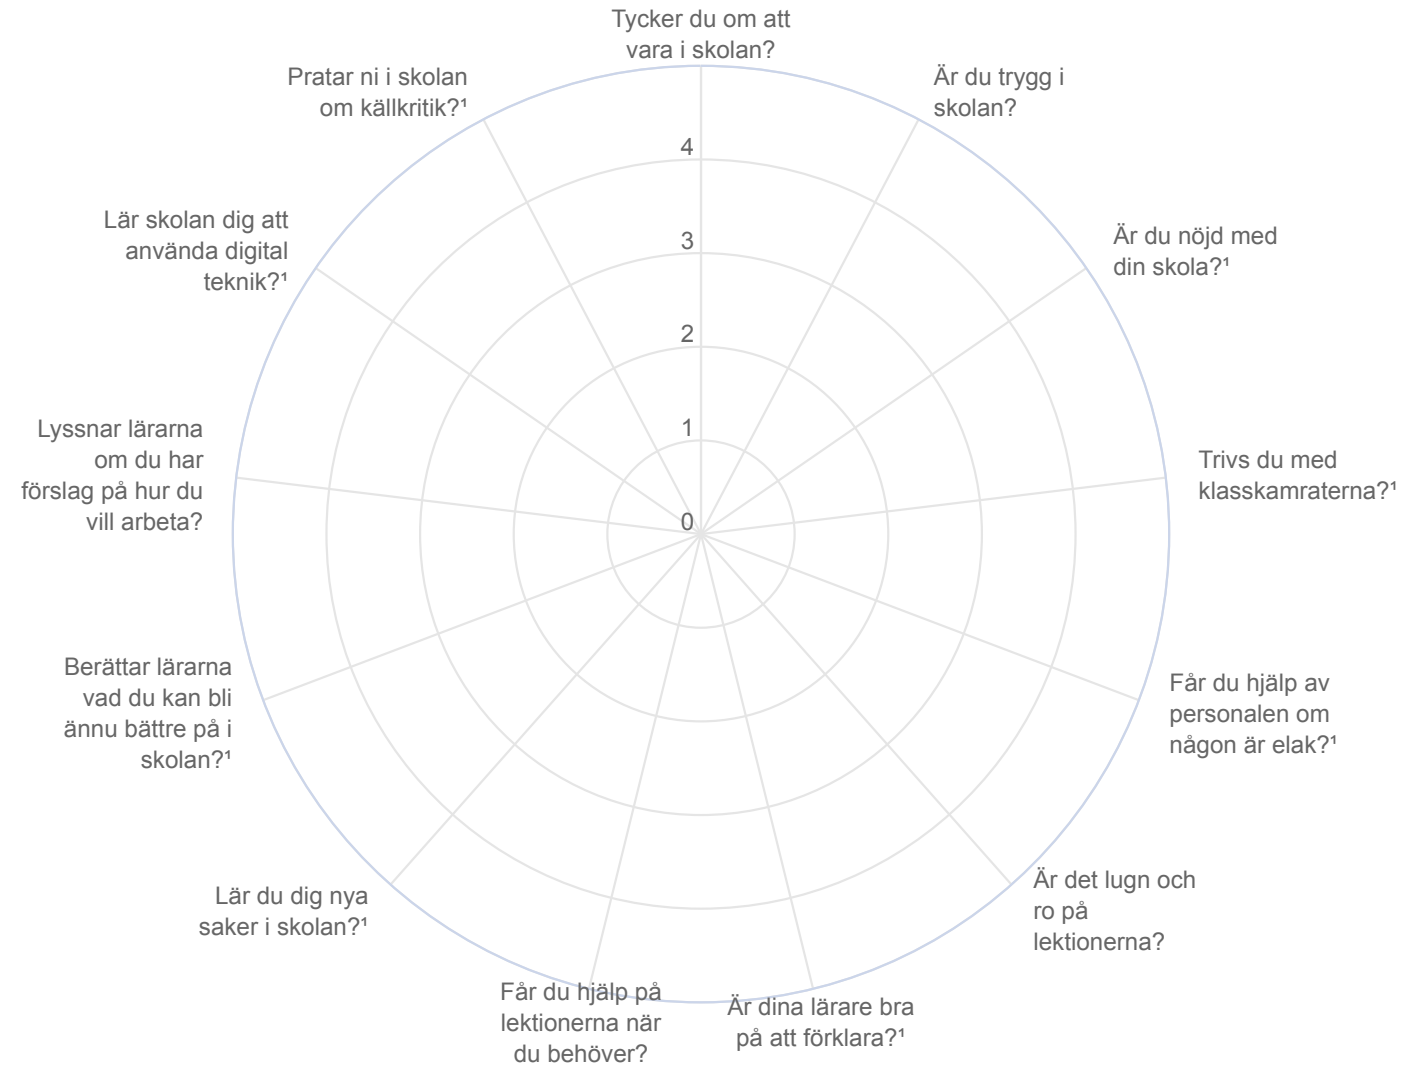 Tycker du om att
vara i skolan?
Är du trygg i
skolan?
Är du nöjd med
din skola?¹
Trivs du med
klasskamraterna?¹
Får du hjälp av
personalen om
någon är elak?¹
Är det lugn och
ro på
lektionerna?
Är dina lärare bra
på att förklara?¹
Får du hjälp på
lektionerna när
du behöver?
Lär du dig nya
saker i skolan?¹
Berättar lärarna
vad du kan bli
ännu bättre på i
skolan?¹
Lyssnar lärarna
om du har
förslag på hur du
vill arbeta?
Lär skolan dig att
använda digital
teknik?¹
Pratar ni i skolan
om källkritik?¹
4
3
2
1
0